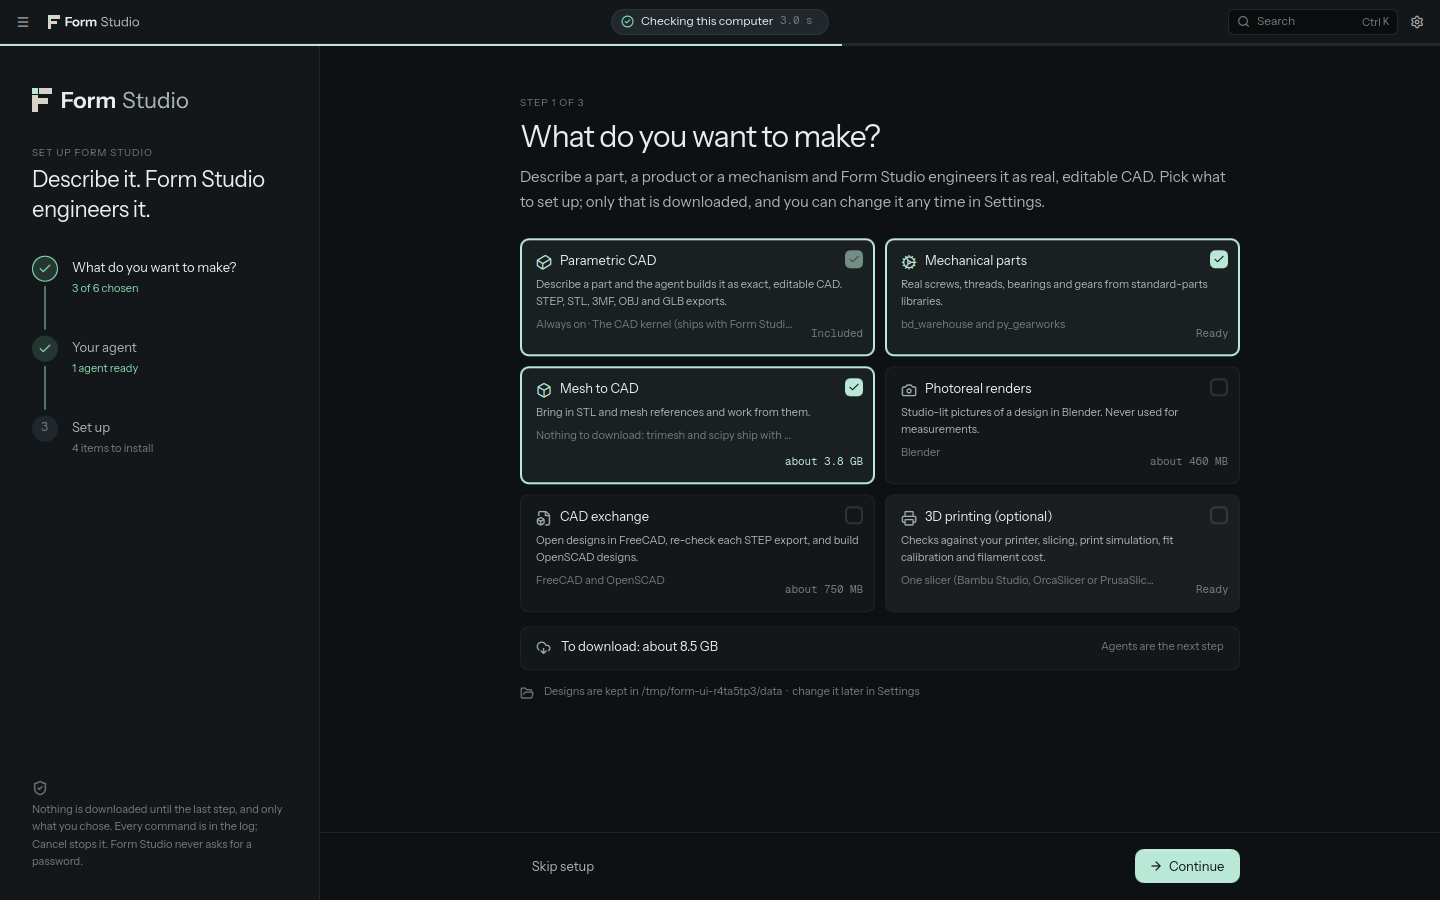 Form Studio
Checking this computer 3.0 s
Search
Ctrl K
Form Studio
SET UP FORM STUDIO
Describe it. Form Studio
engineers it.
What do you want to make?
3 of 6 chosen
Your agent
1 agent ready
3
Set up
4 items to install
Nothing is downloaded until the last step, and only
what you chose. Every command is in the log;
Cancel stops it. Form Studio never asks for a
password.
STEP 1 OF 3
What do you want to make?
Describe a part, a product or a mechanism and Form Studio engineers it as real, editable CAD. Pick what
to set up; only that is downloaded, and you can change it any time in Settings.
Parametric CAD
Describe a part and the agent builds it as exact, editable CAD.
STEP, STL, 3MF, OBJ and GLB exports.
Always on · The CAD kernel (ships with Form Studi...
Included
Mechanical parts
Real screws, threads, bearings and gears from standard-parts
libraries.
bd_warehouse and py_gearworks
Ready
Mesh to CAD
Bring in STL and mesh references and work from them.
Nothing to download: trimesh and scipy ship with ...
about 3.8 GB
Photoreal renders
Studio-lit pictures of a design in Blender. Never used for
measurements.
Blender
about 460 MB
CAD exchange
Open designs in FreeCAD, re-check each STEP export, and build
OpenSCAD designs.
FreeCAD and OpenSCAD
about 750 MB
3D printing (optional)
Checks against your printer, slicing, print simulation, fit
calibration and filament cost.
One slicer (Bambu Studio, OrcaSlicer or PrusaSlic...
Ready
To download: about 8.5 GB
Agents are the next step
Designs are kept in /tmp/form-ui-r4ta5tp3/data · change it later in Settings
Skip setup
Continue